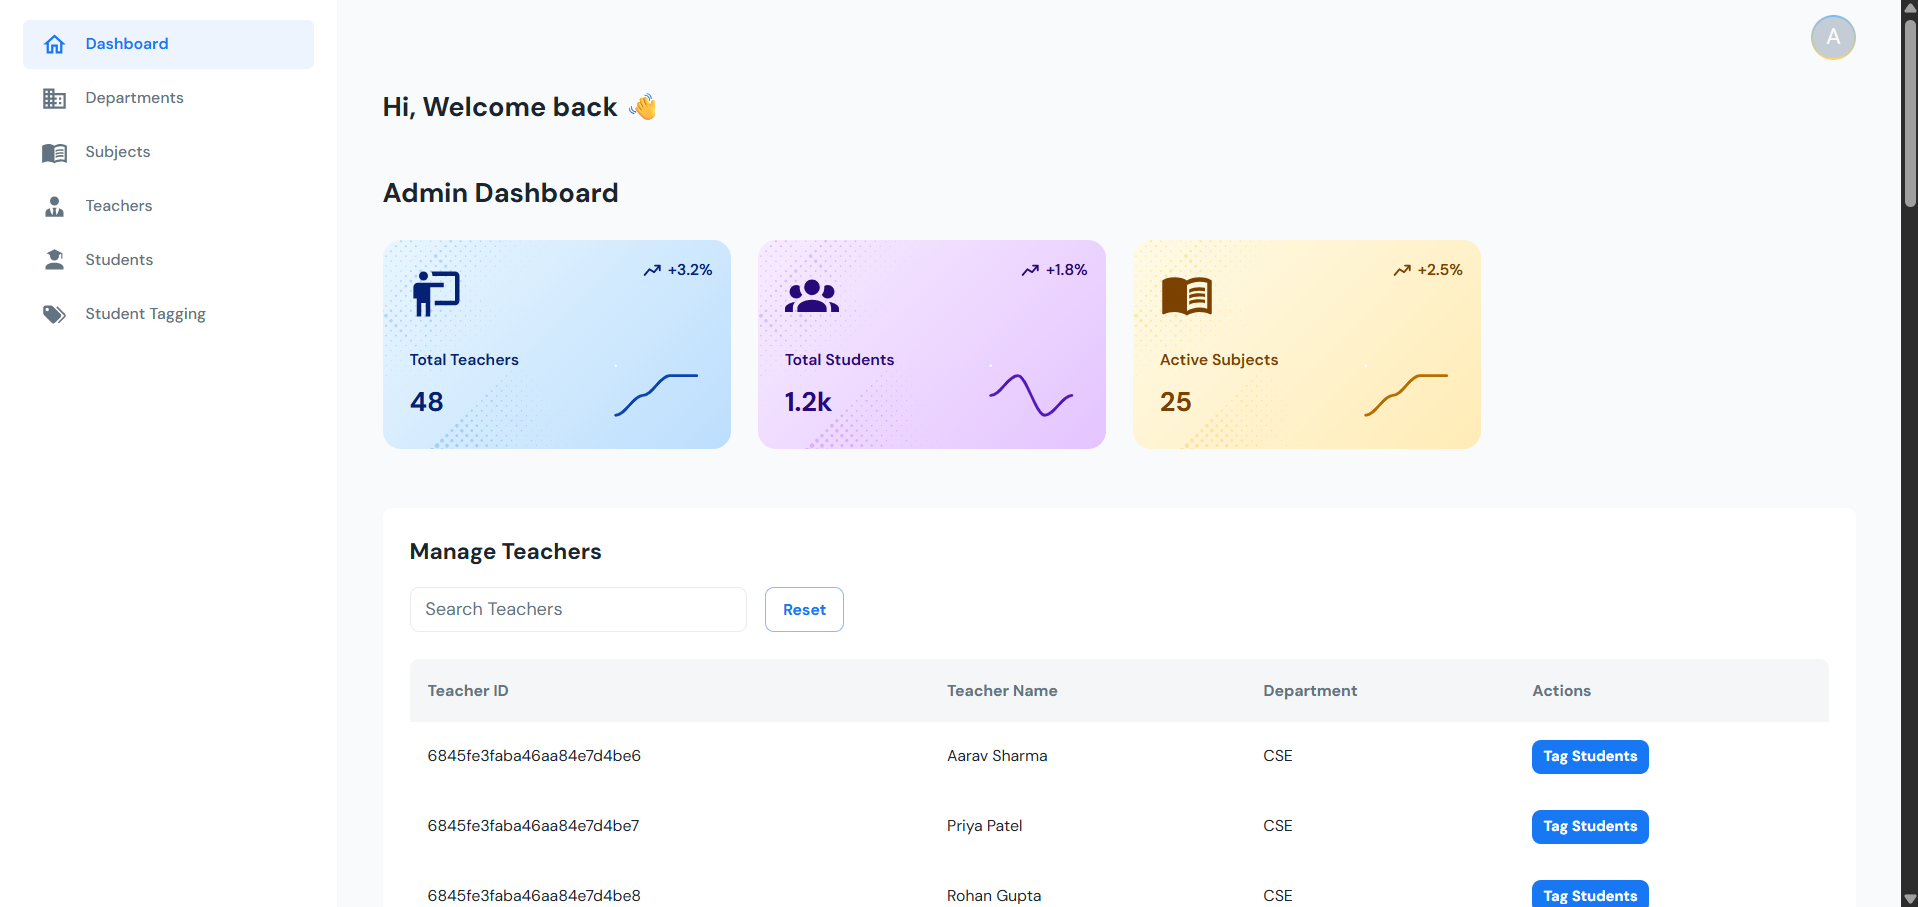 Dashboard
Departments
Subjects
Teachers
Students
Student Tagging
A
Hi, Welcome back 👋
Admin Dashboard
+3.2%
Total Teachers
48
+1.8%
Total Students
1.2k
+2.5%
Active Subjects
25
Manage Teachers
Search Teachers
Reset
Teacher ID Teacher Name Department Actions
6845fe3faba46aa84e7d4be6 Aarav Sharma CSE Tag Students
6845fe3faba46aa84e7d4be7 Priya Patel CSE Tag Students
6845fe3faba46aa84e7d4be8 Rohan Gupta CSE Tag Students